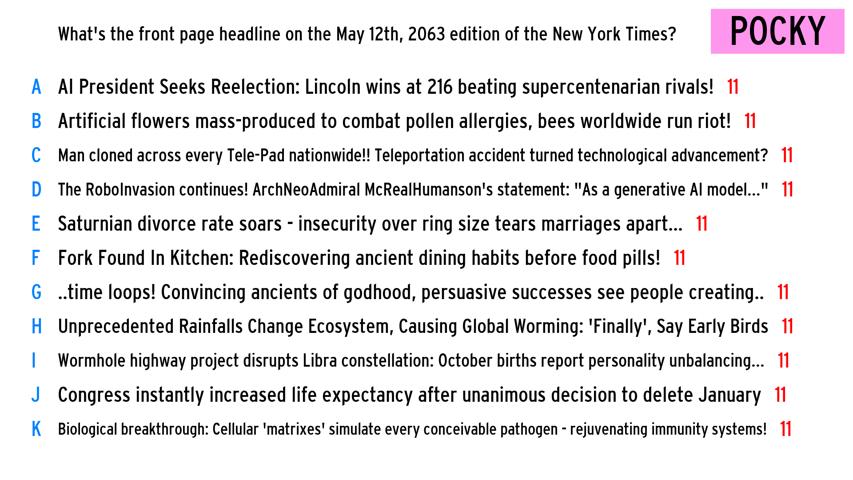 What's the front page headline on the May 12th, 2063 edition of the New York Times?
POCKY
A AI President Seeks Reelection: Lincoln wins at 216 beating supercentenarian rivals! 11
B Artificial flowers mass-produced to combat pollen allergies, bees worldwide run riot! 11
C Man cloned across every Tele-Pad nationwide!! Teleportation accident turned technological advancement? 11
D The RoboInvasion continues! ArchNeoAdmiral McRealHumanson's statement: "As a generative AI model..." 11
E Saturnian divorce rate soars - insecurity over ring size tears marriages apart... 11
F Fork Found In Kitchen: Rediscovering ancient dining habits before food pills! 11
G ..time loops! Convincing ancients of godhood, persuasive successes see people creating.. 11
H Unprecedented Rainfalls Change Ecosystem, Causing Global Worming: 'Finally', Say Early Birds 11
I Wormhole highway project disrupts Libra constellation: October births report personality unbalancing... 11
J Congress instantly increased life expectancy after unanimous decision to delete January 11
K Biological breakthrough: Cellular 'matrixes' simulate every conceivable pathogen - rejuvenating immunity systems! 11